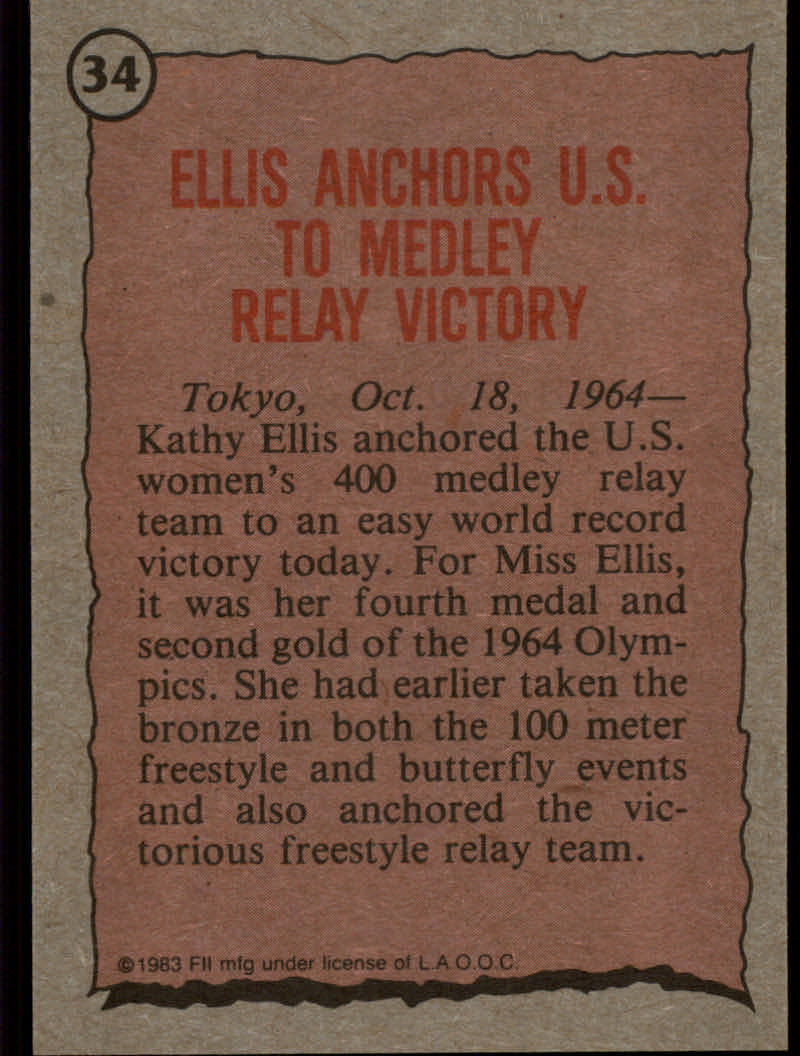 34
ELLIS ANCHORS U.S.
TO MEDLEY
RELAY VICTORY
Tokyo, Oct. 18, 1964—
Kathy Ellis anchored the U.S.
women's 400 medley relay
team to an easy world record
victory today. For Miss Ellis,
it was her fourth medal and
second gold of the 1964 Olym-
pics. She had earlier taken the
bronze in both the 100 meter
freestyle and butterfly events
and also anchored the vic-
torious freestyle relay team.
©1983 FII mfg under license of L.A.O.O.C.